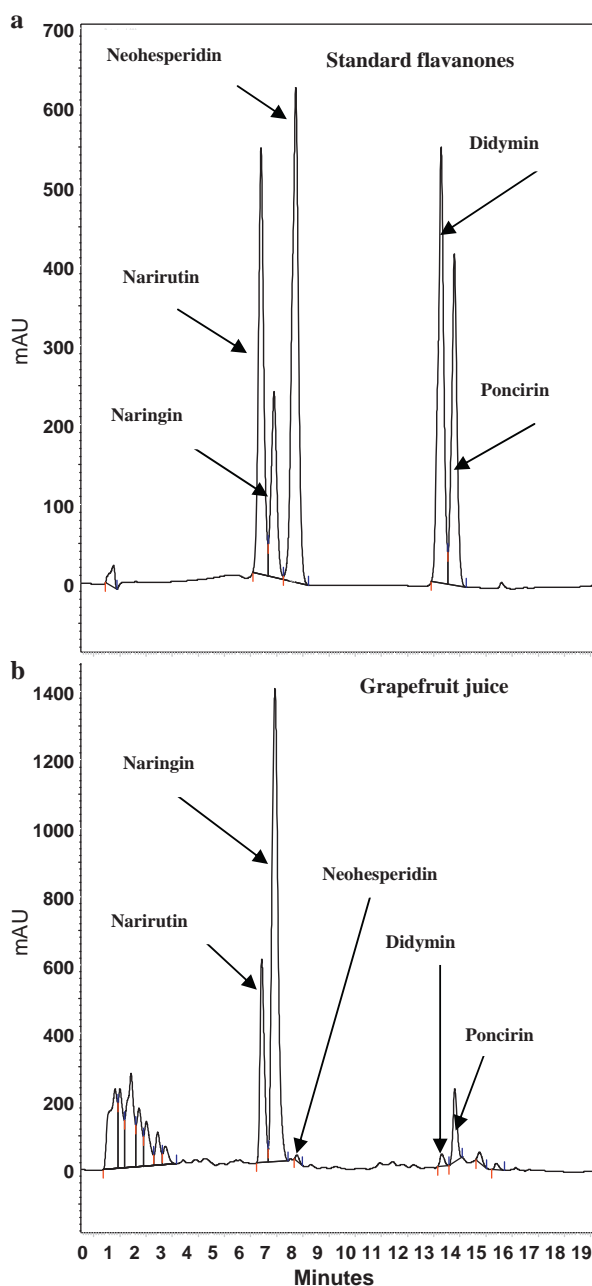 a
700
Neohesperidin
Standard flavanones
600
Didymin
500
400
Narirutin
mAU
300
Poncirin
Naringin
200
100
0
b
Grapefruit juice
1400
Naringin
1200
1000
Neohesperidin
800
Narirutin
Didymin
mAU
600
Poncirin
400
200
0
0 1 2 3 4 5 6 7 8 9 10 11 12 13 14 15 16 17 18 19
Minutes